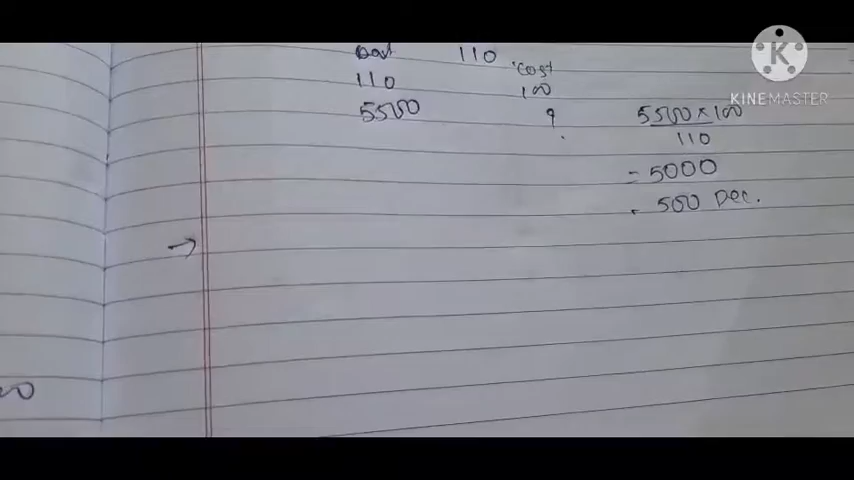 110
cost
110
100
5500
?
5500 × 100
110
= 5000
500 Dec.
→
KINEMASTER